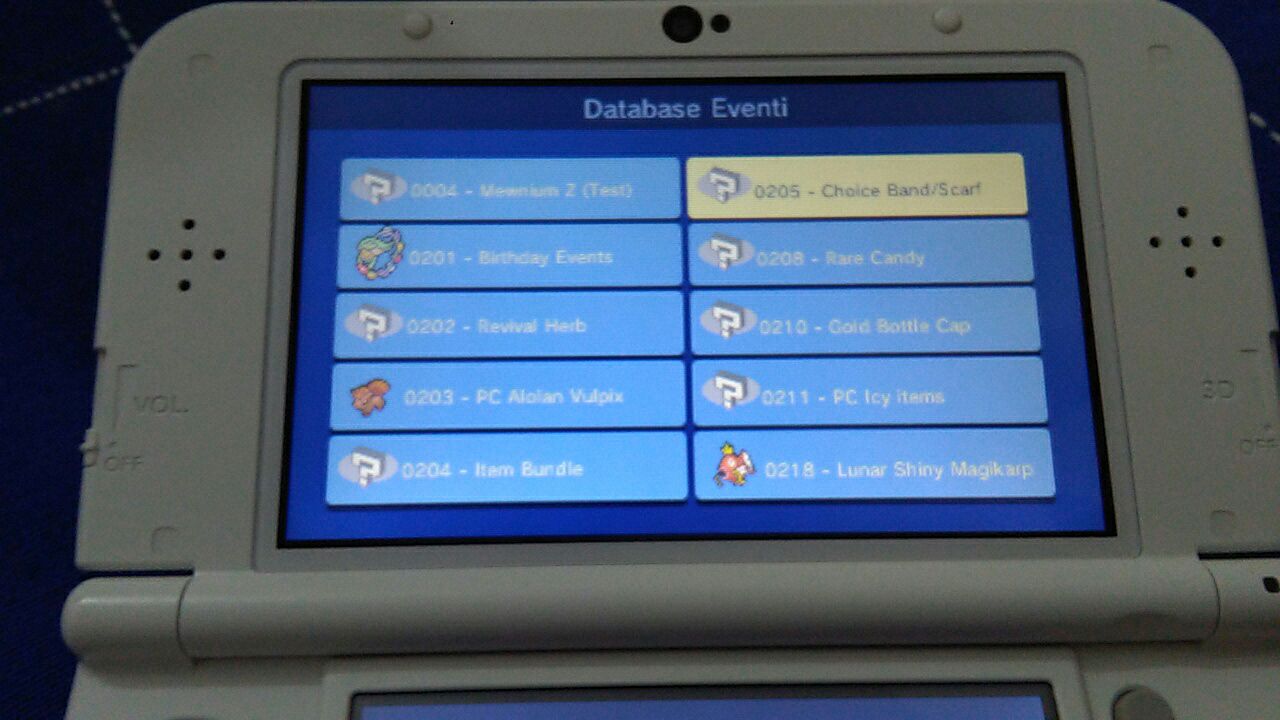 Database Eventi
0004 - Mewnium Z (Test)
0201 - Birthday Events
0202 - Revival Herb
0203 - PC Alolan Vulpix
0204 - Item Bundle
0205 - Choice Band/Scarf
0208 - Rare Candy
0210 - Gold Bottle Cap
0211 - PC Icy items
0218 - Lunar Shiny Magikarp
VOL.
OFF
3D
OFF